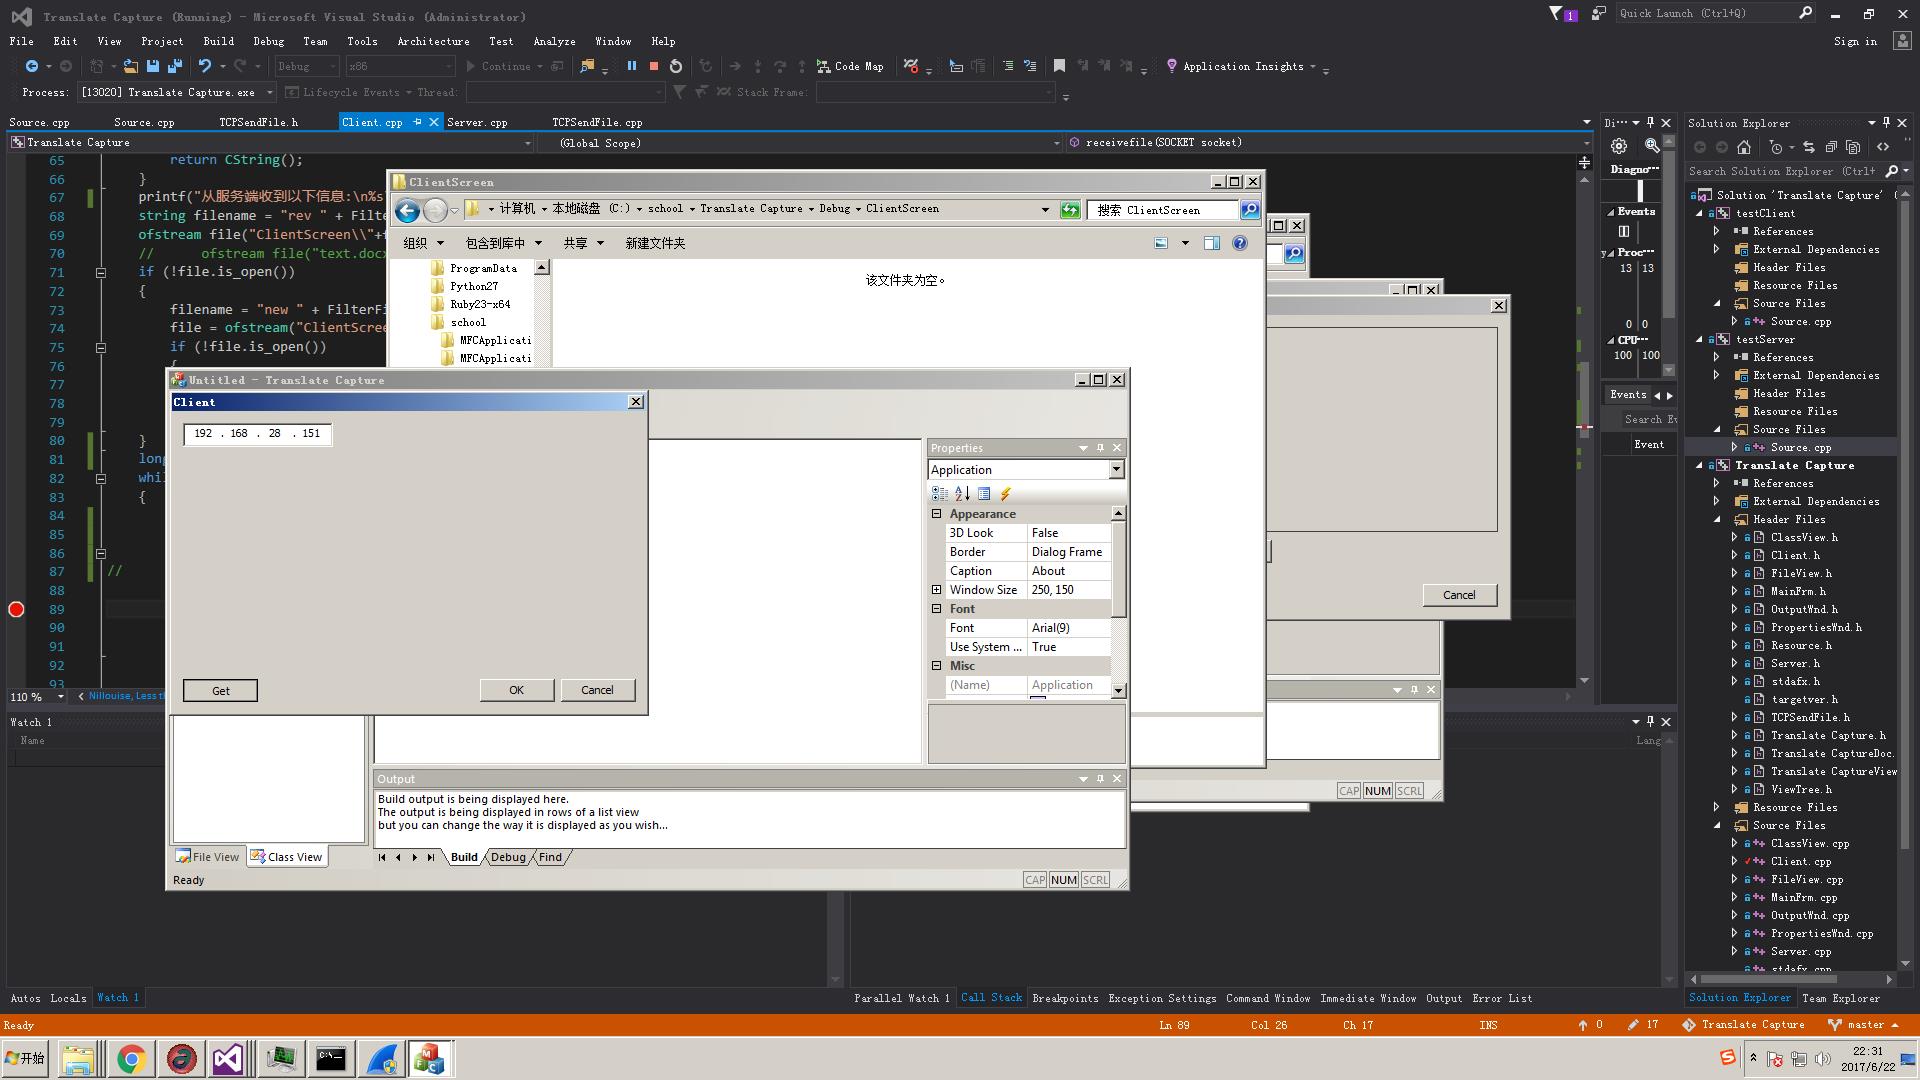 Translate Capture (Running) - Microsoft Visual Studio (Administrator)
1
Quick Launch (Ctrl+Q)
File Edit View Project Build Debug Team Tools Architecture Test Analyze Window Help
Sign in
Debug x86 Continue Code Map Application Insights
Process: [13020] Translate Capture.exe Lifecycle Events Thread: Stack Frame:
Source.cpp Source.cpp TCPSendFile.h Client.cpp Server.cpp TCPSendFile.cpp
Translate Capture (Global Scope) receivefile(SOCKET socket)
65 return CString();
66 }
67 printf("从服务端收到以下信息:\n%s
68 string filename = "rev " + Filte
69 ofstream file("ClientScreen\\"+f
70 // ofstream file("text.docx
71 if (!file.is_open())
72 {
73 filename = "new " + FilterFi
74 file = ofstream("ClientScree
75 if (!file.is_open())
76 {
77
78
79
80 }
81 long
82 whil
83 {
84
85
86
87 //
88
89
90
91
92
93
110 % Nillouise, Less th
ClientScreen
计算机 本地磁盘 (C:) school Translate Capture Debug ClientScreen
搜索 ClientScreen
组织 包含到库中 共享 新建文件夹
ProgramData
Python27
Ruby23-x64
school
MFCApplicati
MFCApplicati
该文件夹为空。
Untitled - Translate Capture
Client
192 . 168 . 28 . 151
Get OK Cancel
Properties
Application
Appearance
3D Look False
Border Dialog Frame
Caption About
Window Size 250, 150
Font
Font Arial(9)
Use System ... True
Misc
(Name) Application
Output
Build output is being displayed here.
The output is being displayed in rows of a list view
but you can change the way it is displayed as you wish...
File View Class View
Build Debug Find
Ready
CAP NUM SCRL
Cancel
CAP NUM SCRL
Di...
Diagno...
Events
Proc...
13 13
0 0
CPU...
100 100
Events
Search Ev
Event
Solution Explorer
Search Solution Explorer (Ctrl+
Solution 'Translate Capture' (
testClient
References
External Dependencies
Header Files
Resource Files
Source Files
Source.cpp
testServer
References
External Dependencies
Header Files
Resource Files
Source Files
Source.cpp
Translate Capture
References
External Dependencies
Header Files
ClassView.h
Client.h
FileView.h
MainFrm.h
OutputWnd.h
PropertiesWnd.h
Resource.h
Server.h
stdafx.h
targetver.h
TCPSendFile.h
Translate Capture.h
Translate CaptureDoc.
Translate CaptureView
ViewTree.h
Resource Files
Source Files
ClassView.cpp
Client.cpp
FileView.cpp
MainFrm.cpp
OutputWnd.cpp
PropertiesWnd.cpp
Server.cpp
stdafx.cpp
Solution Explorer Team Explorer
Watch 1
Name
Lang
Autos Locals Watch 1
Parallel Watch 1 Call Stack Breakpoints Exception Settings Command Window Immediate Window Output Error List
Ready Ln 89 Col 26 Ch 17 INS 0 17 Translate Capture master
开始
22:31
2017/6/22